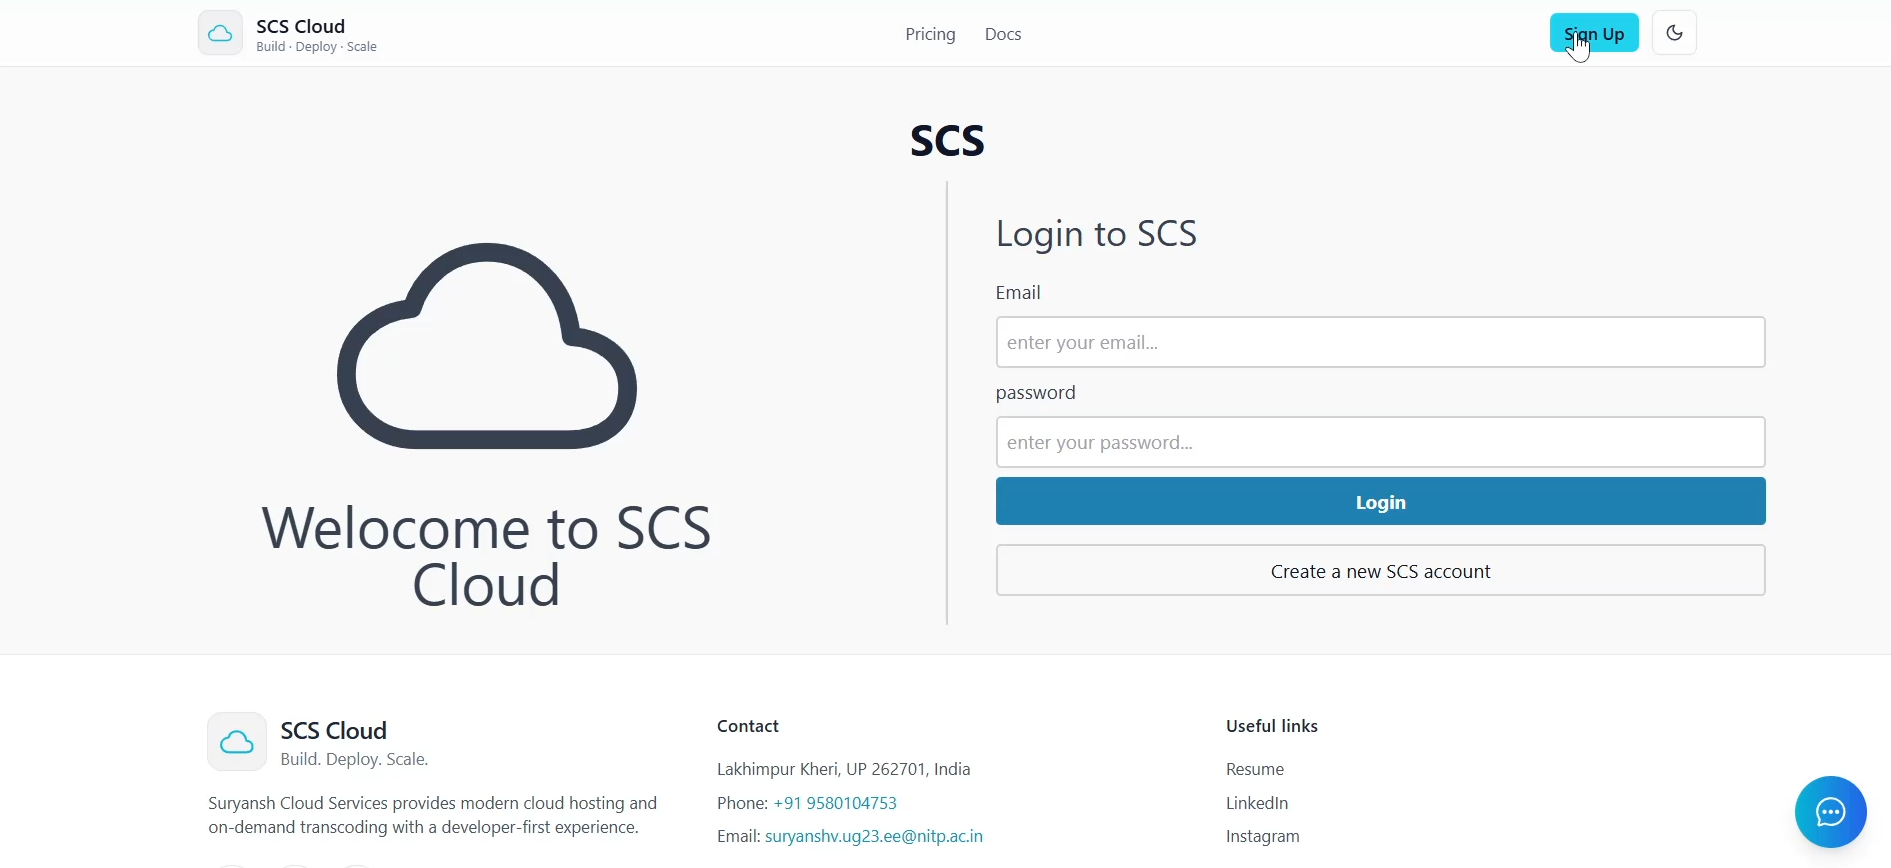 SCS Cloud
Build · Deploy · Scale
Pricing
Docs
Sign Up
SCS
Welocome to SCS
Cloud
Login to SCS
Email
enter your email...
password
enter your password...
Login
Create a new SCS account
SCS Cloud
Build. Deploy. Scale.
Suryansh Cloud Services provides modern cloud hosting and
on-demand transcoding with a developer-first experience.
Contact
Lakhimpur Kheri, UP 262701, India
Phone: +91 9580104753
Email: suryanshv.ug23.ee@nitp.ac.in
Useful links
Resume
LinkedIn
Instagram